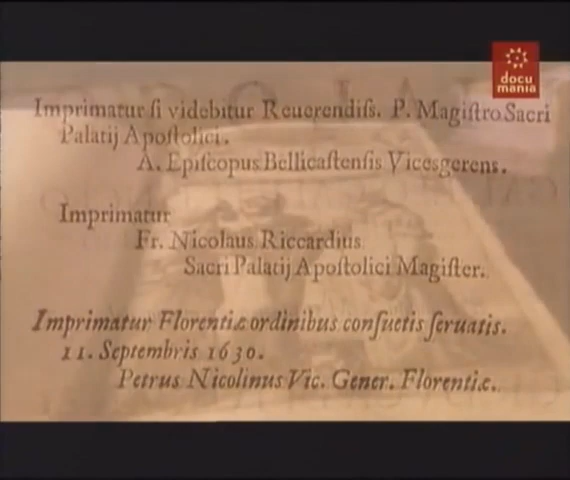 docu
mania
Imprimatur ſi videbitur Reuerendiſs. P. Magiſtro Sacri
Palatij Apoſtolici.
A. Epiſcopus Bellicaſtenſis Vicesgerens.
Imprimatur
Fr. Nicolaus Riccardius
Sacri Palatij Apoſtolici Magiſter.
Imprimatur Florentiæ ordinibus conſuetis ſeruatis.
11. Septembris 1630.
Petrus Nicolinus Vic. Gener. Florentiæ.